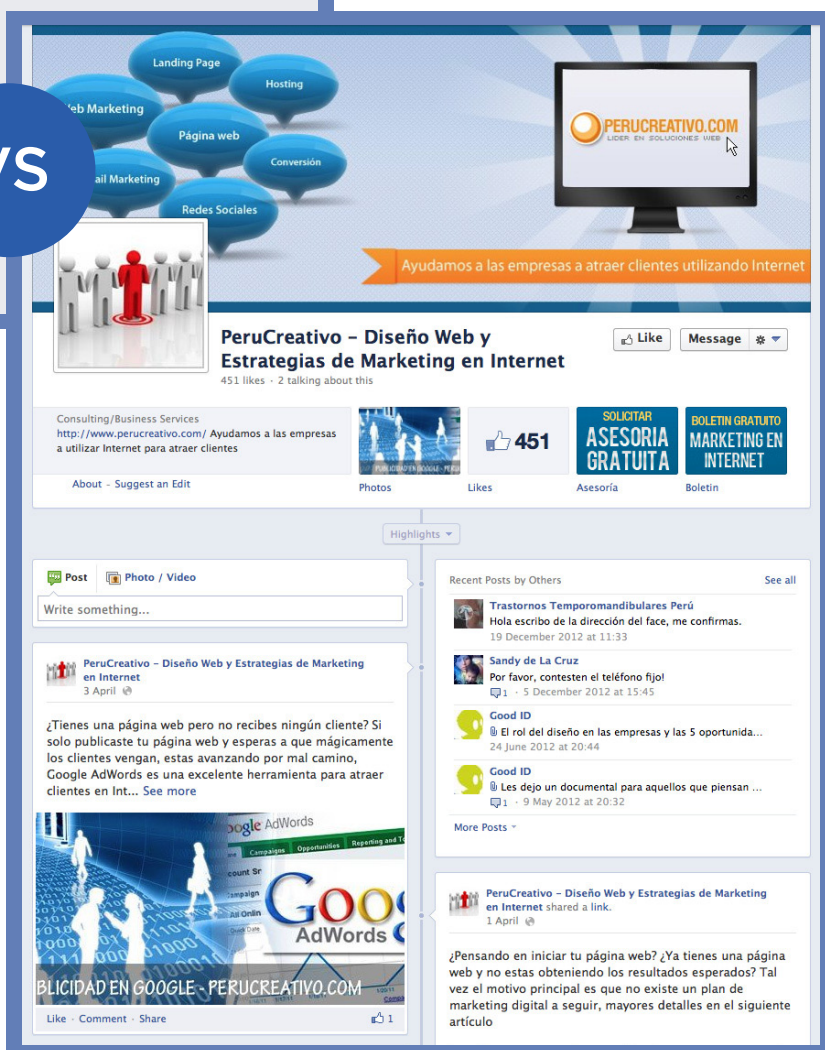 Landing Page
Hosting
eb Marketing
Página web
Conversión
ail Marketing
Redes Sociales
VS
PERUCREATIVO.COM
LIDER EN SOLUCIONES WEB
Ayudamos a las empresas a atraer clientes utilizando Internet
PeruCreativo – Diseño Web y
Estrategias de Marketing en Internet
451 likes · 2 talking about this
Like
Message
Consulting/Business Services
http://www.perucreativo.com/ Ayudamos a las empresas
a utilizar Internet para atraer clientes
About – Suggest an Edit
PUBLICIDAD EN GOOGLE - PERU
Photos
451
Likes
SOLICITAR
ASESORIA
GRATUITA
Asesoría
BOLETIN GRATUITO
MARKETING EN
INTERNET
Boletin
Highlights
Post
Photo / Video
Write something...
PeruCreativo – Diseño Web y Estrategias de Marketing
en Internet
3 April
¿Tienes una página web pero no recibes ningún cliente? Si
solo publicaste tu página web y esperas a que mágicamente
los clientes vengan, estas avanzando por mal camino,
Google AdWords es una excelente herramienta para atraer
clientes en Int... See more
oogle AdWords
Campaigns
Opportunities
Reporting and To
count Sr
ampaign
All Onlin
Goo
AdWords
BLICIDAD EN GOOGLE - PERUCREATIVO.COM
Like · Comment · Share
1
Recent Posts by Others
See all
Trastornos Temporomandibulares Perú
Hola escribo de la dirección del face, me confirmas.
19 December 2012 at 11:33
Sandy de La Cruz
Por favor, contesten el teléfono fijo!
1 · 5 December 2012 at 15:45
Good ID
El rol del diseño en las empresas y las 5 oportunida...
24 June 2012 at 20:44
Good ID
Les dejo un documental para aquellos que piensan ...
1 · 9 May 2012 at 20:32
More Posts
PeruCreativo – Diseño Web y Estrategias de Marketing
en Internet shared a link.
1 April
¿Pensando en iniciar tu página web? ¿Ya tienes una página
web y no estas obteniendo los resultados esperados? Tal
vez el motivo principal es que no existe un plan de
marketing digital a seguir, mayores detalles en el siguiente
artículo